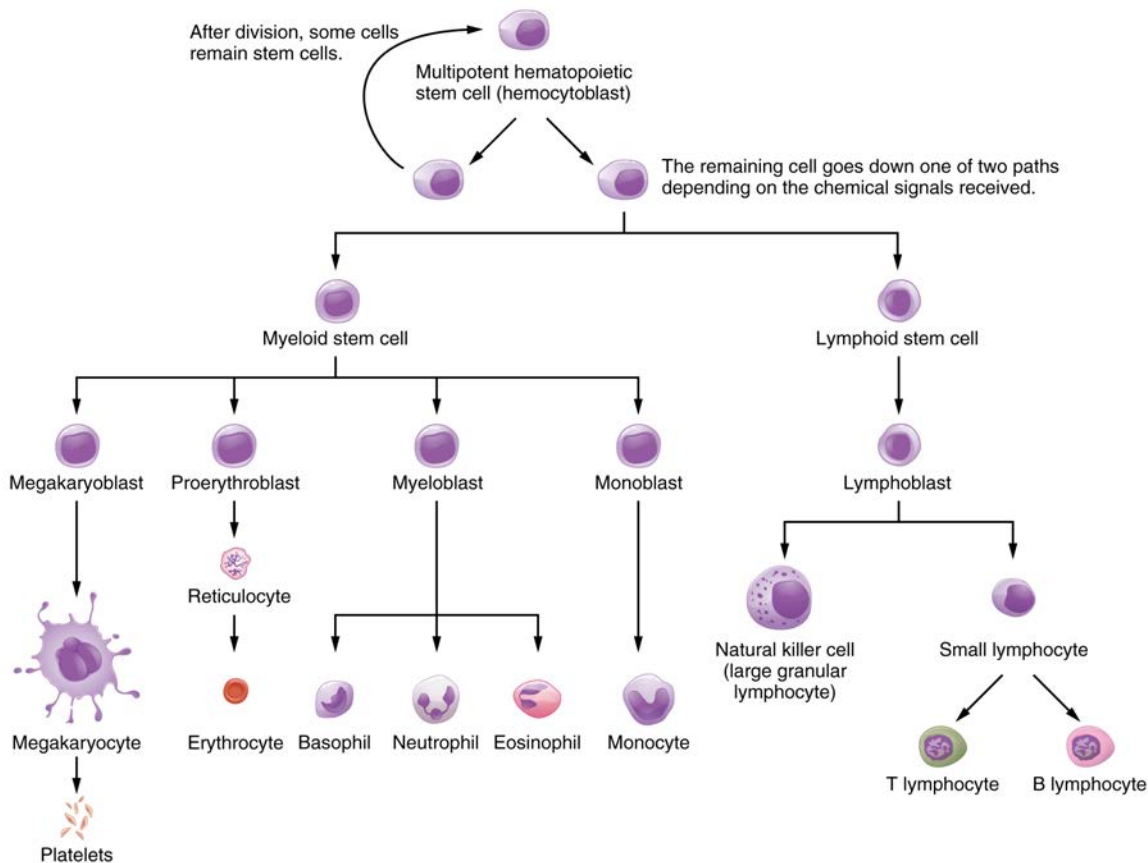 After division, some cells
remain stem cells.
Multipotent hematopoietic
stem cell (hemocytoblast)
The remaining cell goes down one of two paths
depending on the chemical signals received.
Myeloid stem cell
Lymphoid stem cell
Megakaryoblast
Proerythroblast
Myeloblast
Monoblast
Lymphoblast
Reticulocyte
Natural killer cell
(large granular
lymphocyte)
Small lymphocyte
Megakaryocyte
Erythrocyte
Basophil
Neutrophil
Eosinophil
Monocyte
T lymphocyte
B lymphocyte
Platelets